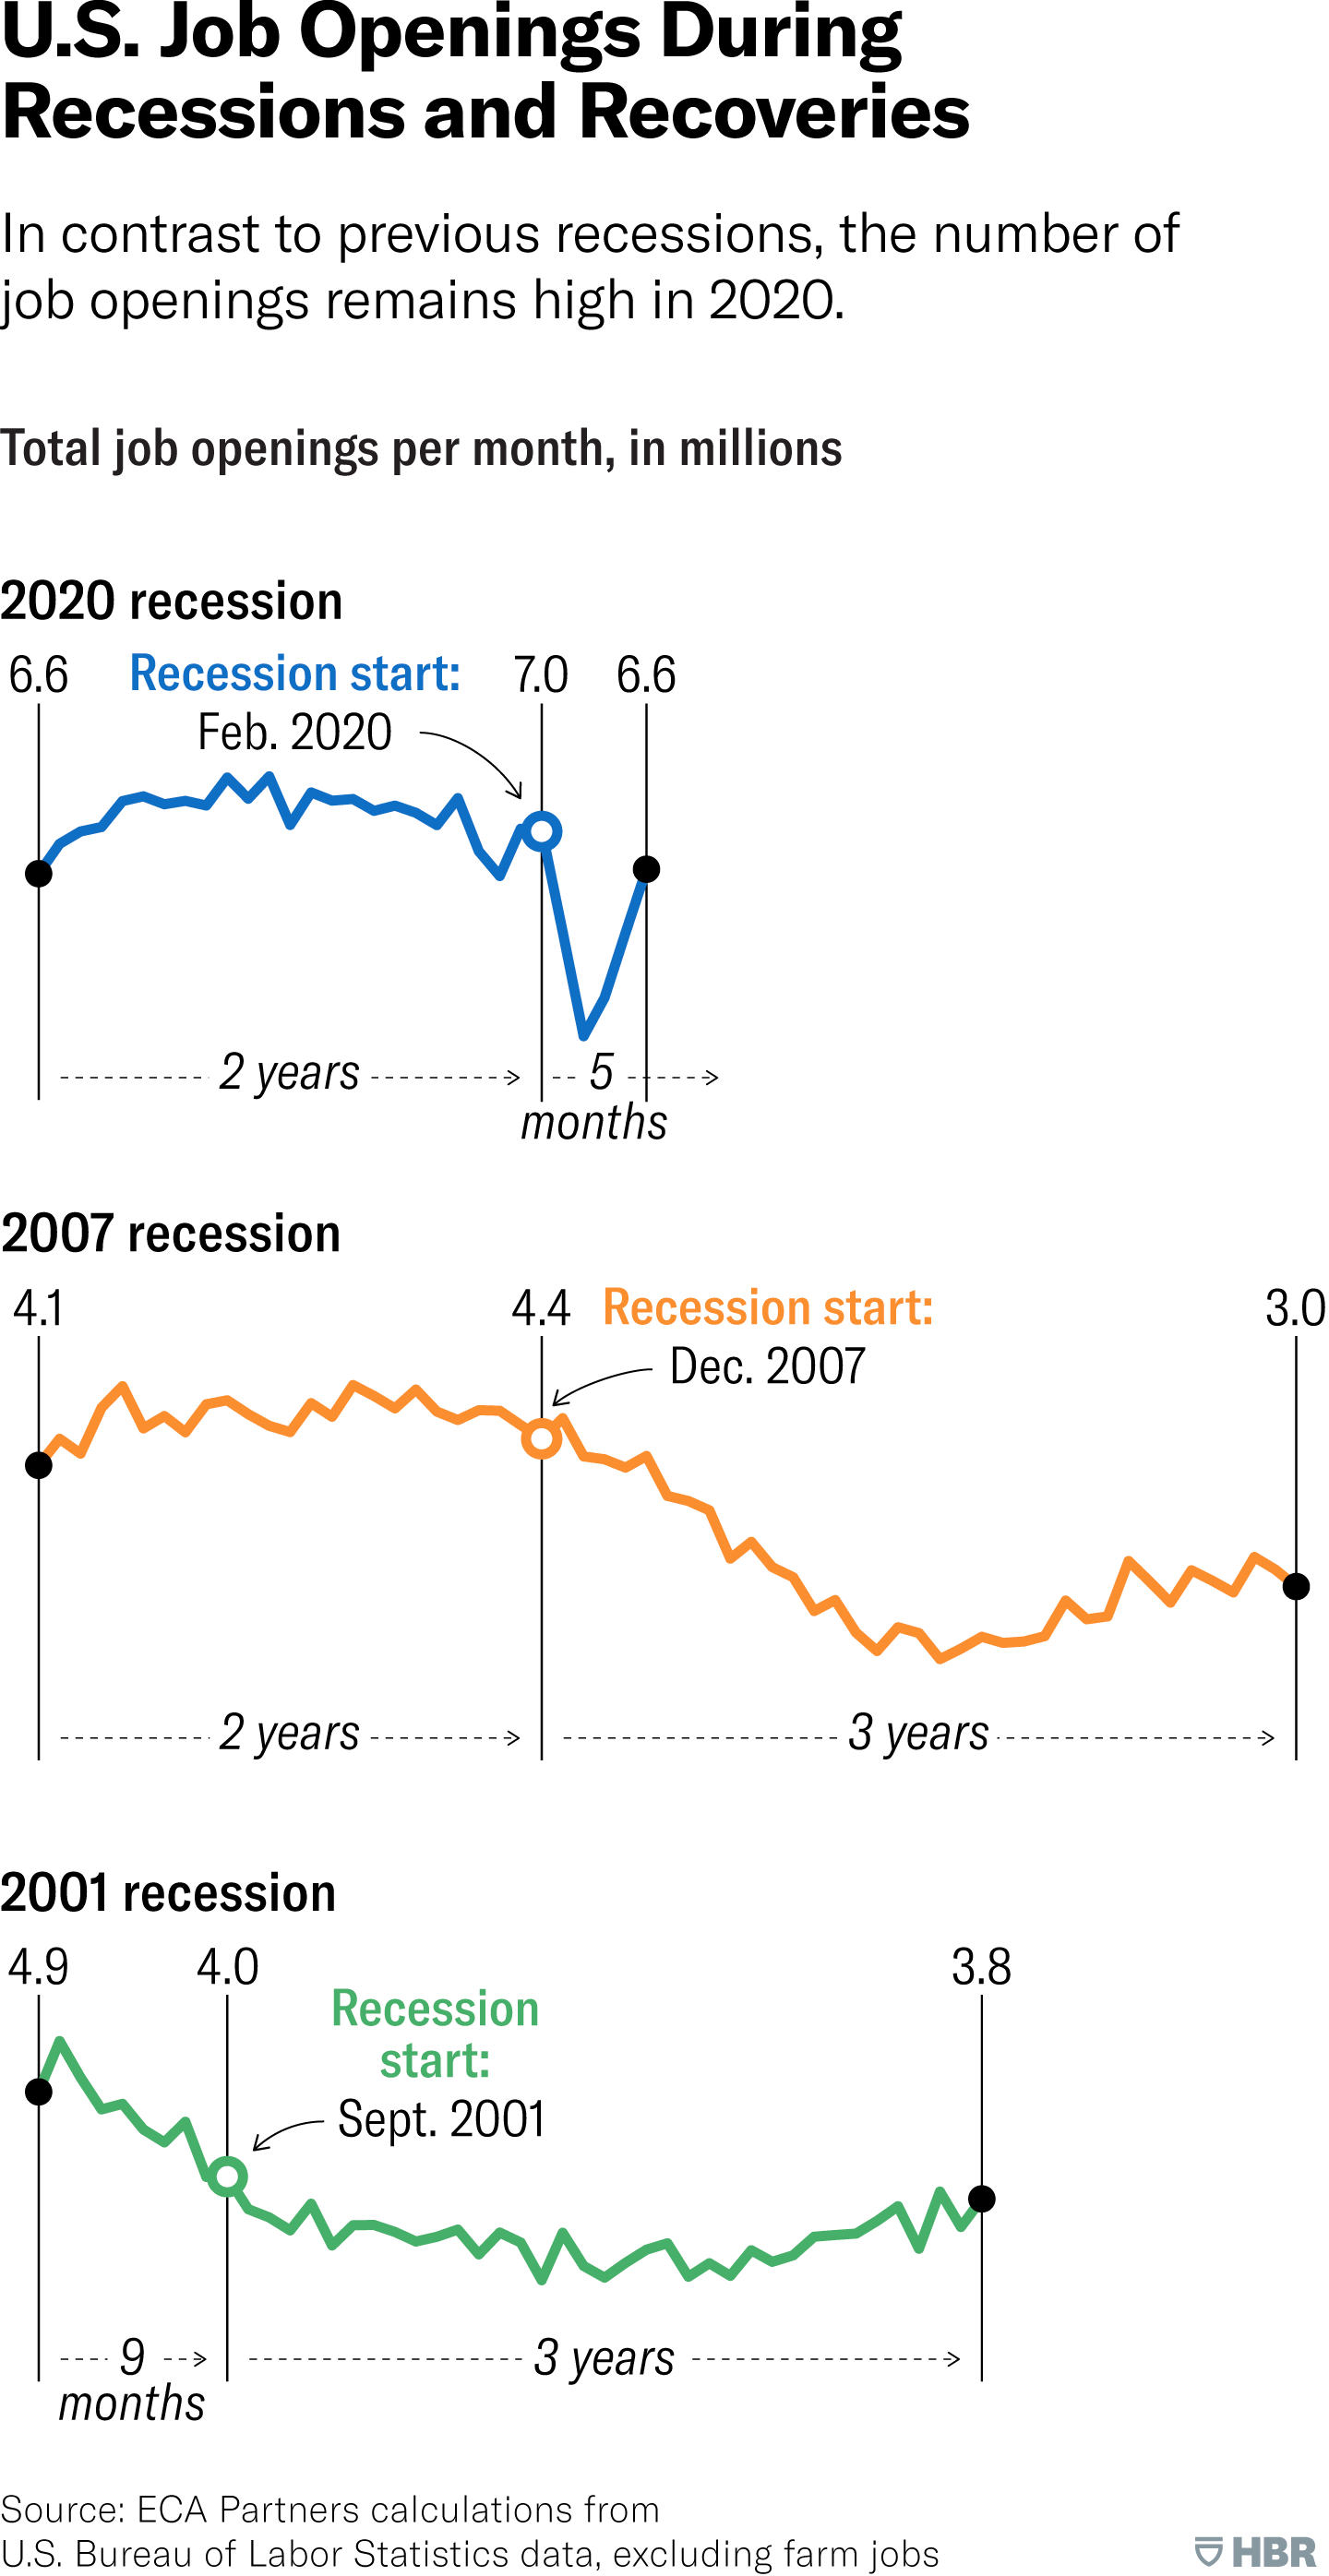 U.S. Job Openings During
Recessions and Recoveries
In contrast to previous recessions, the number of
job openings remains high in 2020.
Total job openings per month, in millions
2020 recession
6.6 Recession start: 7.0 6.6
Feb. 2020
2 years 5
months
2007 recession
4.1 4.4 Recession start: 3.0
Dec. 2007
2 years 3 years
2001 recession
4.9 4.0 3.8
Recession
start:
Sept. 2001
9 3 years
months
Source: ECA Partners calculations from
U.S. Bureau of Labor Statistics data, excluding farm jobs
HBR